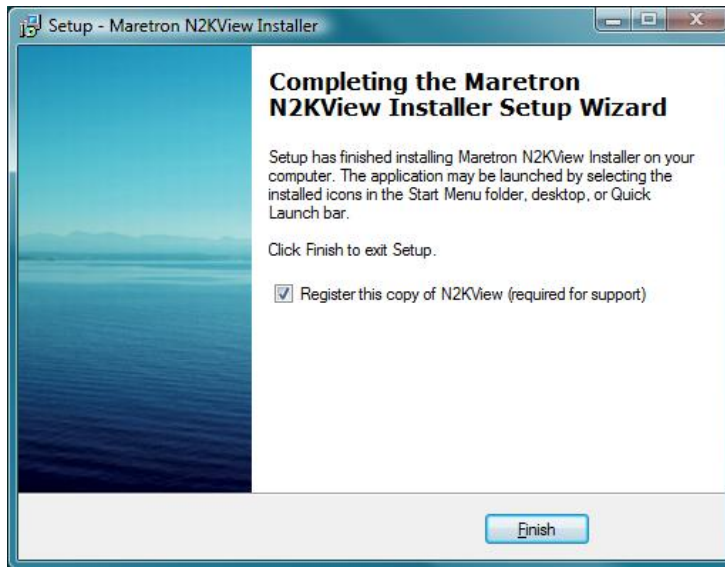 Setup - Maretron N2KView Installer
Completing the Maretron
N2KView Installer Setup Wizard
Setup has finished installing Maretron N2KView Installer on your
computer. The application may be launched by selecting the
installed icons in the Start Menu folder, desktop, or Quick
Launch bar.
Click Finish to exit Setup.
Register this copy of N2KView (required for support)
Finish